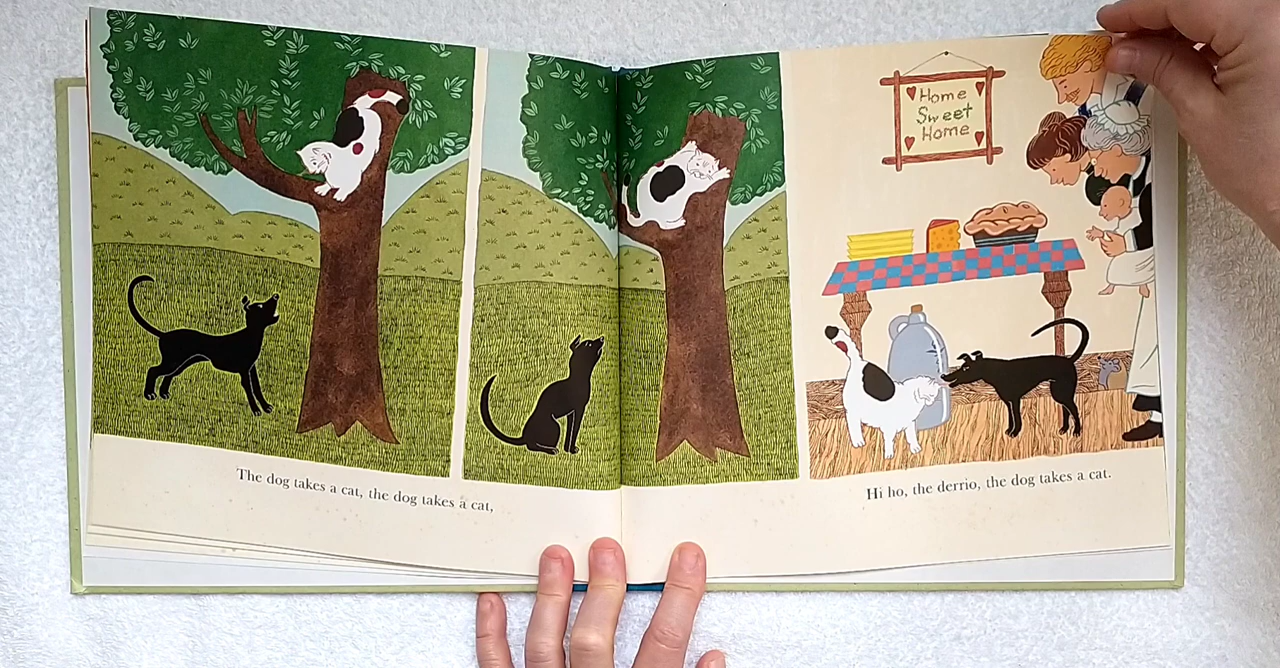 Home
Sweet
Home
The dog takes a cat, the dog takes a cat,
Hi ho, the derrio, the dog takes a cat.